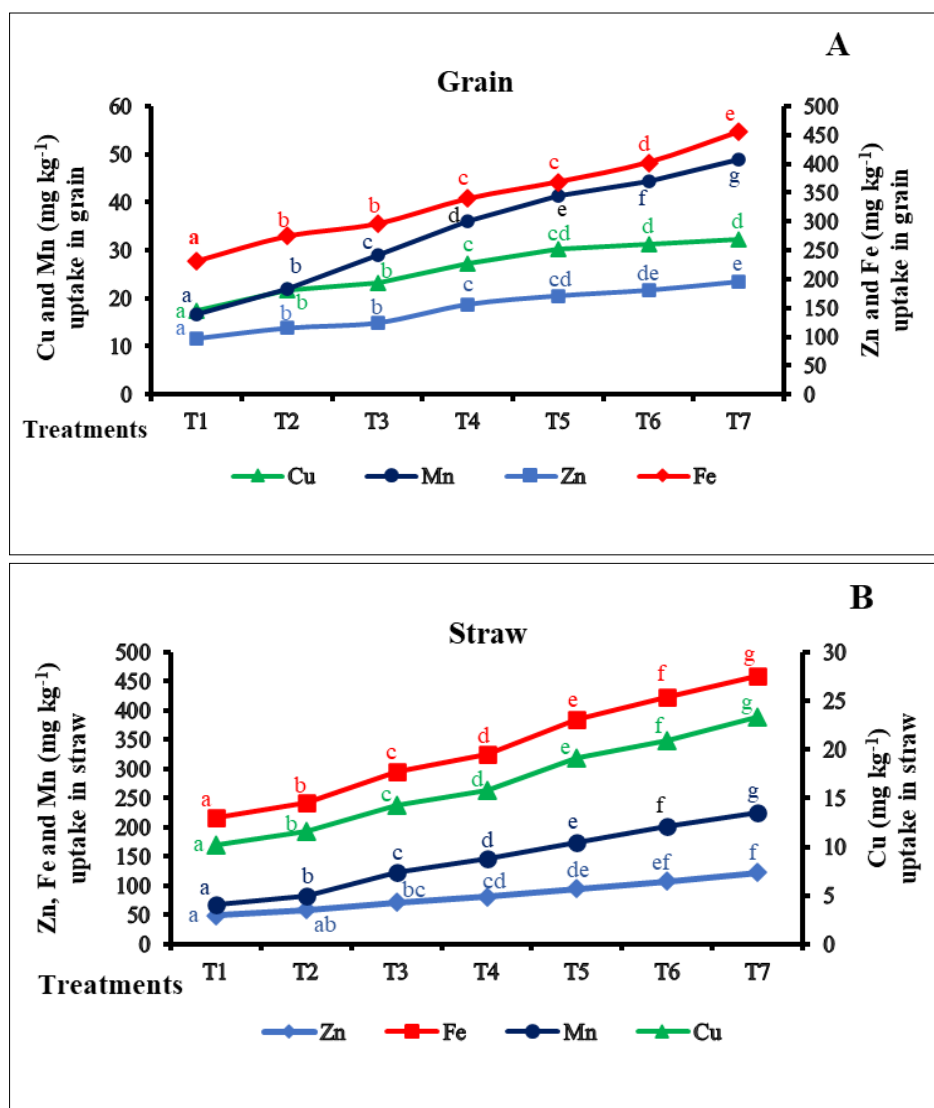 A
Grain
Cu and Mn (mg kg⁻¹)
uptake in grain
60
50
40
30
20
10
0
500
450
400
350
300
250
200
150
100
50
0
Zn and Fe (mg kg⁻¹)
uptake in grain
a b b c c d e
a b c d e f g
a b b c cd d d
a b b c cd de e
Treatments
T1 T2 T3 T4 T5 T6 T7
Cu Mn Zn Fe
B
Straw
Zn, Fe and Mn (mg kg⁻¹)
uptake in straw
500
450
400
350
300
250
200
150
100
50
0
30
25
20
15
10
5
0
Cu (mg kg⁻¹)
uptake in straw
a b c d e f g
a b c d e f g
a b c d e f g
a ab bc cd de ef f
T1 T2 T3 T4 T5 T6 T7
Treatments
Zn Fe Mn Cu